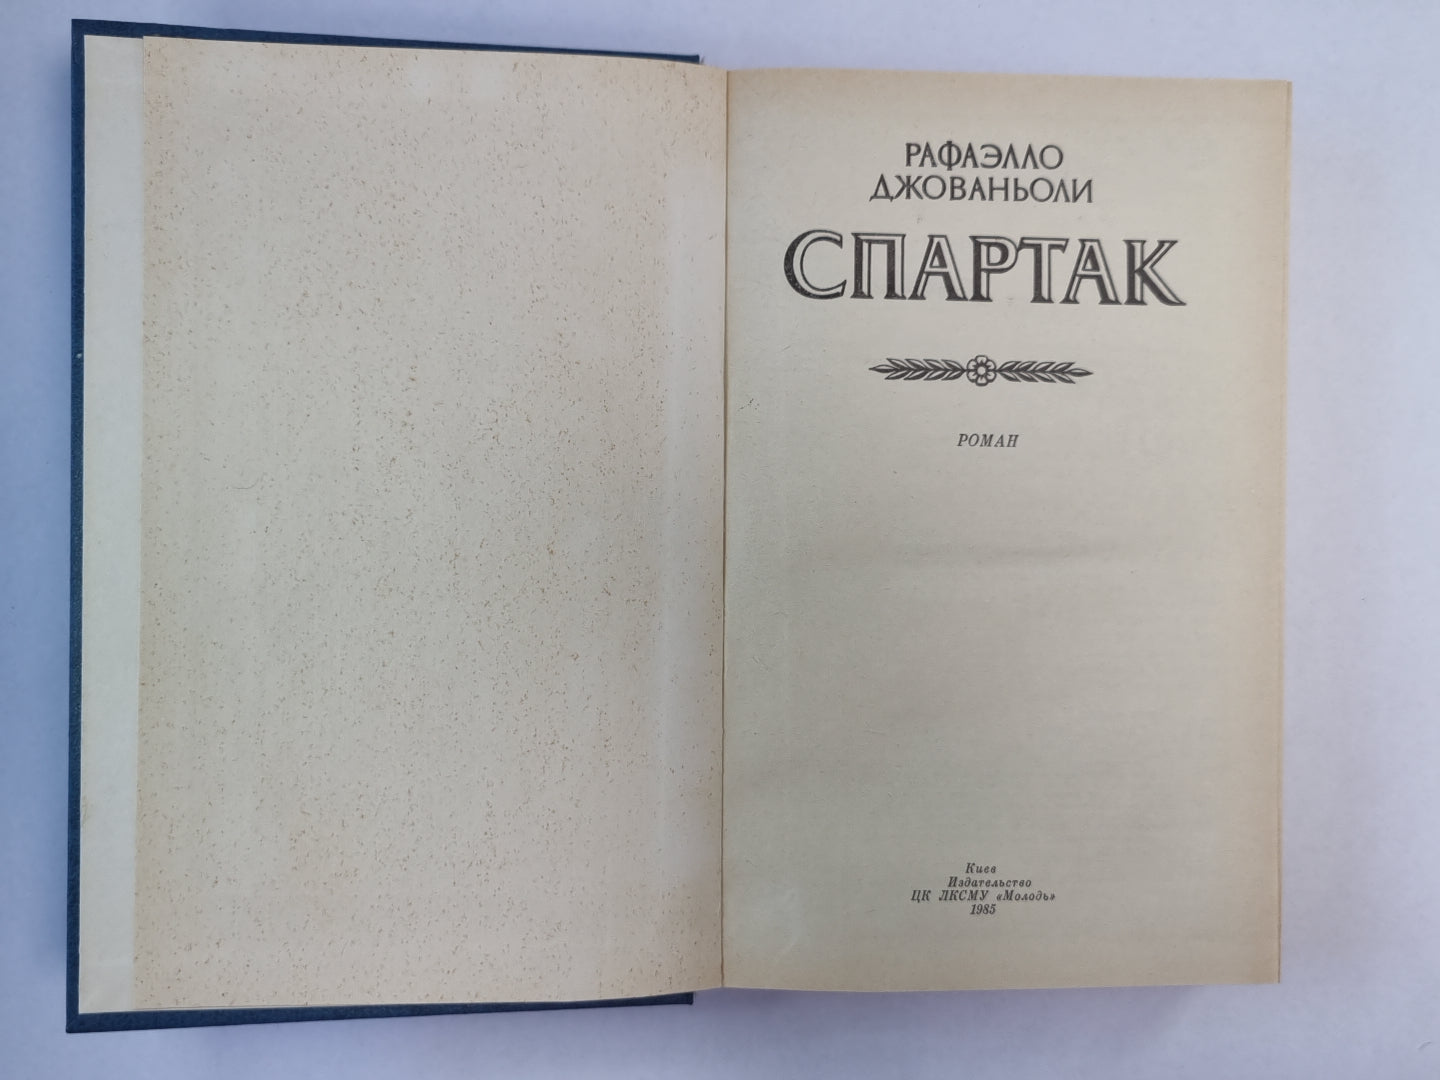 РАФАЭЛЛО
ДЖОВАНЬОЛИ
СПАРТАК
РОМАН
Киев
Издательство
ЦК ЛКСМУ «Молодь»
1985